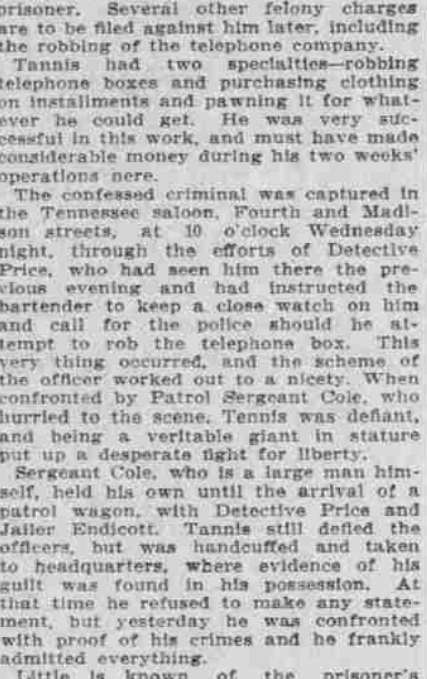 prisoner. Several other felony charges
are to be filed against him later, including
the robbing of the telephone company.
Tannis had two specialties—robbing
telephone boxes and purchasing clothing
on installments and pawning it for what-
ever he could get. He was very suc-
cessful in this work, and must have made
considerable money during his two weeks'
operations here.
The confessed criminal was captured in
the Tennessee saloon, Fourth and Madi-
son streets, at 10 o'clock Wednesday
night, through the efforts of Detective
Price, who had seen him there the pre-
vious evening and had instructed the
bartender to keep a close watch on him
and call for the police should he at-
tempt to rob the telephone box. This
very thing occurred, and the scheme of
the officer worked out to a nicety. When
confronted by Patrol Sergeant Cole, who
hurried to the scene, Tennis was defiant,
and being a veritable giant in stature
put up a desperate fight for liberty.
Sergeant Cole, who is a large man him-
self, held his own until the arrival of a
patrol wagon, with Detective Price and
Jailer Endicott. Tannis still defied the
officers, but was handcuffed and taken
to headquarters, where evidence of his
guilt was found in his possession. At
that time he refused to make any state-
ment, but yesterday he was confronted
with proof of his crimes and he frankly
admitted everything.
Little is known of the prisoner's